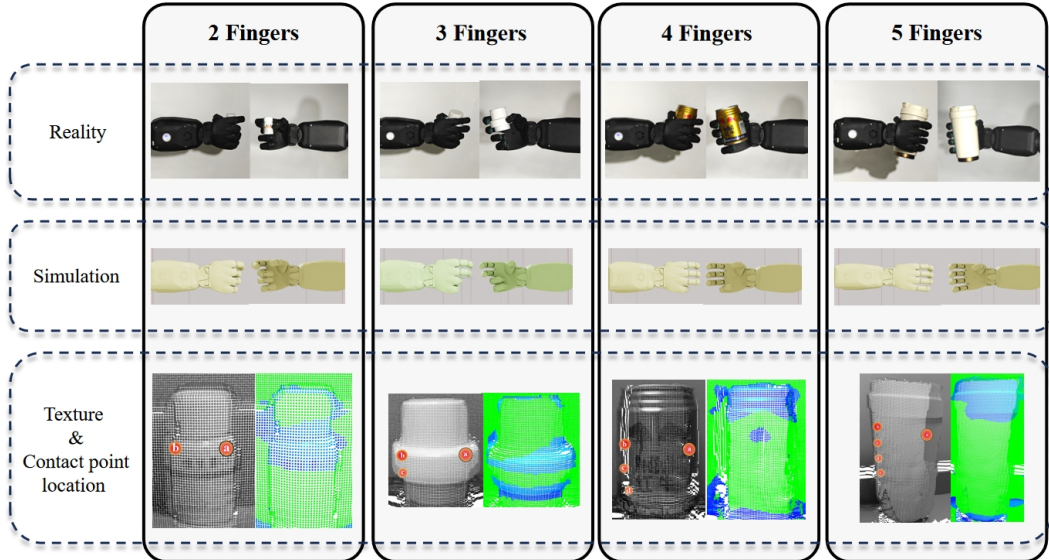 2 Fingers
3 Fingers
4 Fingers
5 Fingers
Reality
Simulation
Texture
&
Contact point
location
b
a
b
a
c
a